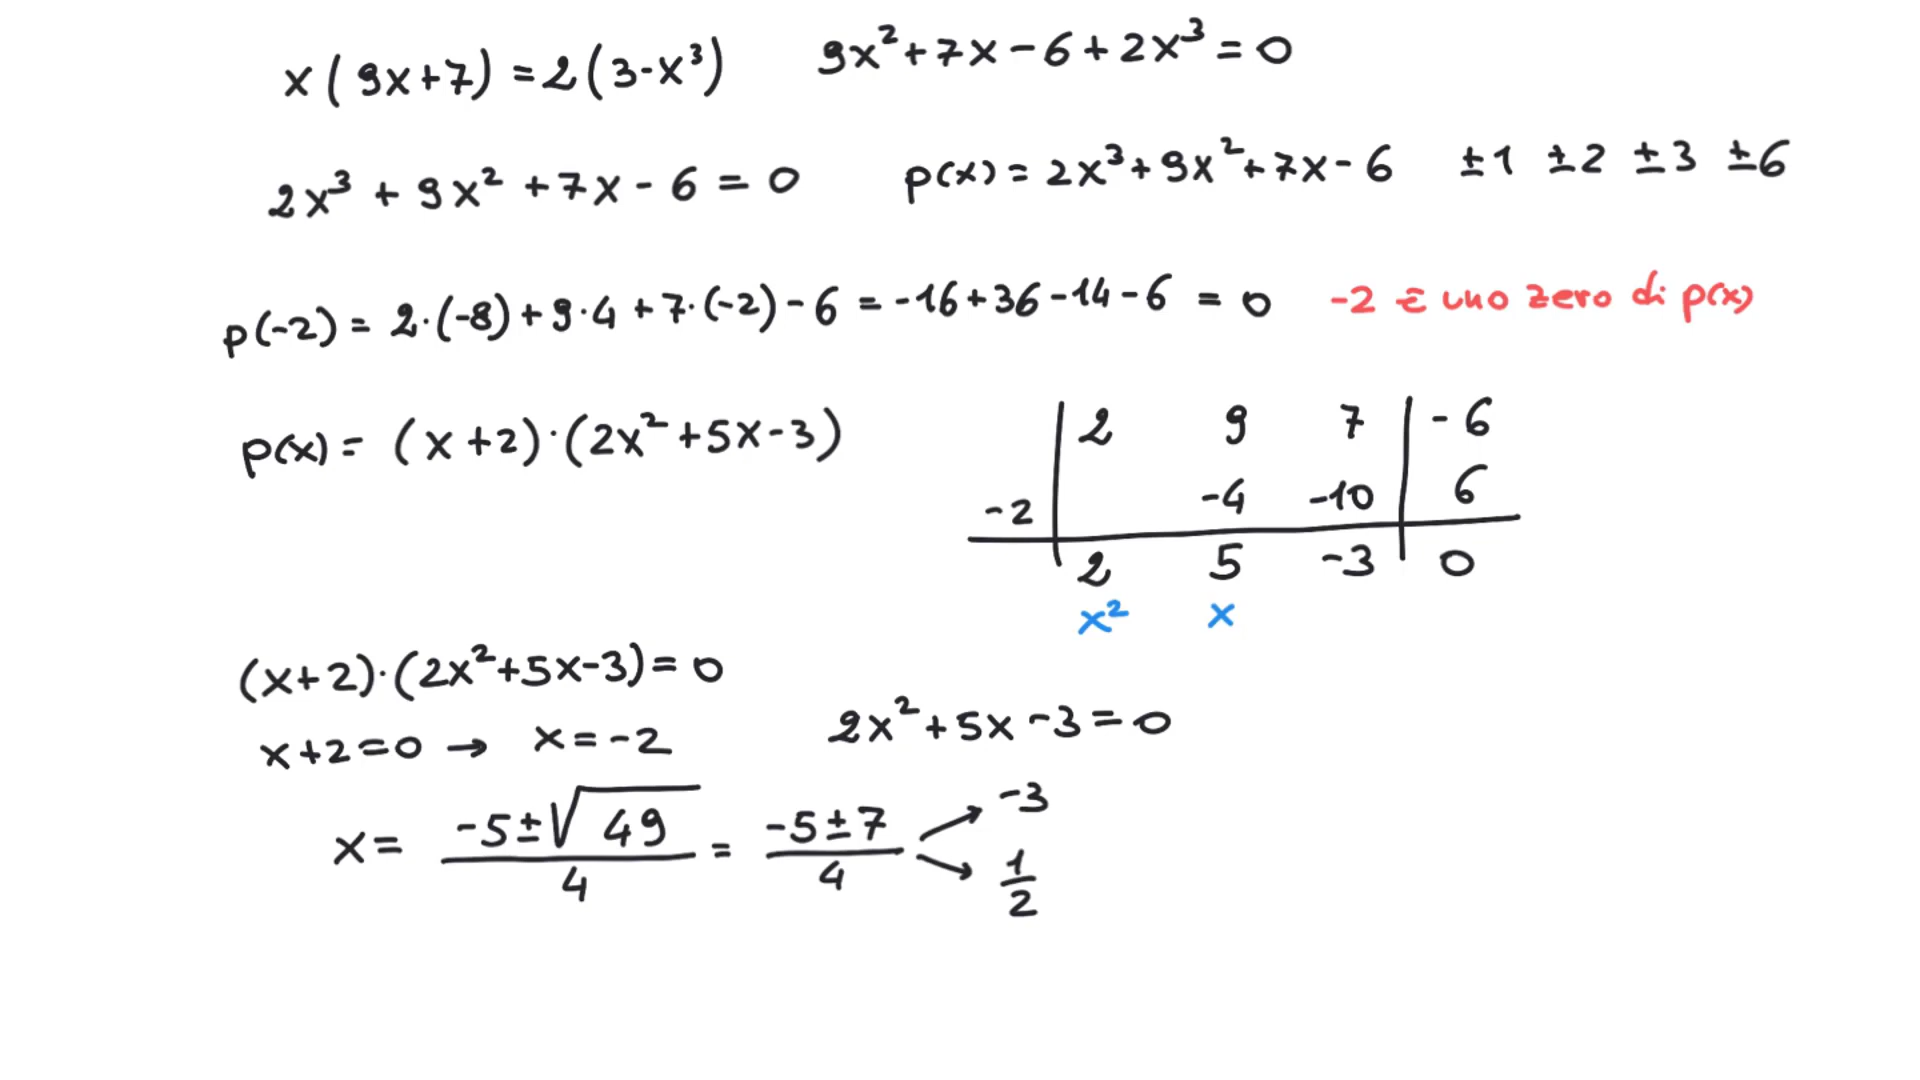 x(9x+7)=2(3-x³) 9x²+7x-6+2x³=0
2x³+9x²+7x-6=0 p(x)=2x³+9x²+7x-6 ±1 ±2 ±3 ±6
p(-2)=2·(-8)+9·4+7·(-2)-6=-16+36-14-6=0 -2 è uno zero di p(x)
p(x)=(x+2)·(2x²+5x-3)
2 9 7 -6
-2 -4 -10 6
2 5 -3 0
x² x
(x+2)·(2x²+5x-3)=0
x+2=0 → x=-2 2x²+5x-3=0
x= (-5±√49)/4 = (-5±7)/4 -3
1/2